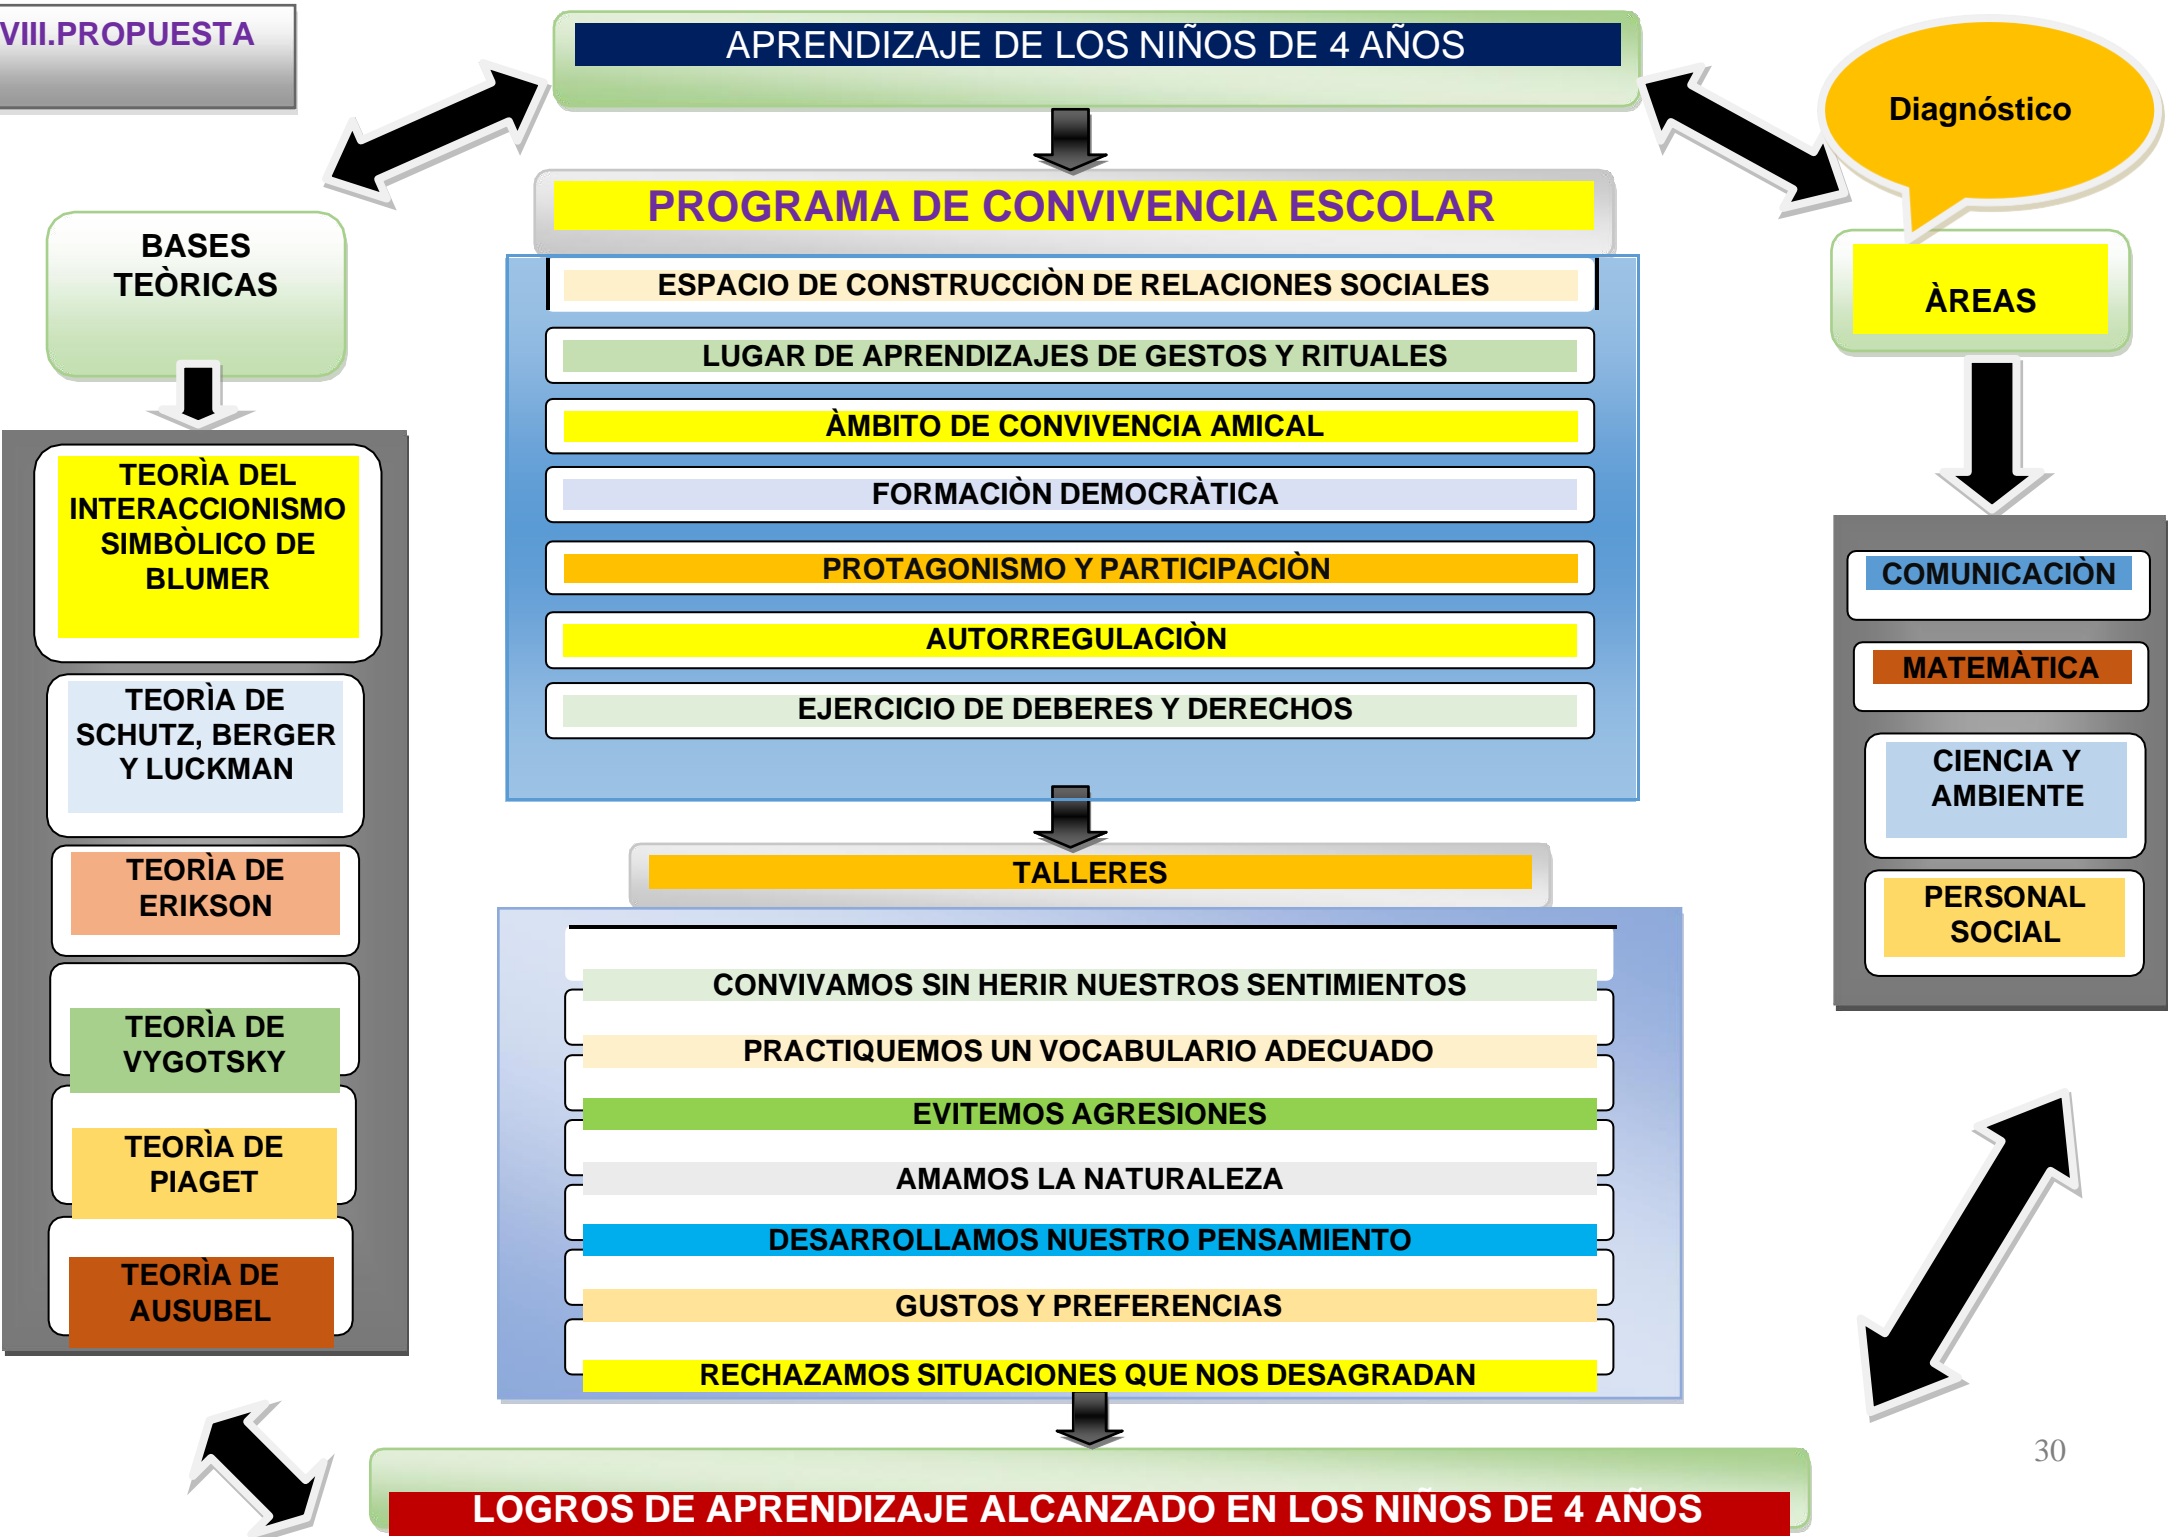 VIII.PROPUESTA
APRENDIZAJE DE LOS NIÑOS DE 4 AÑOS
Diagnóstico
PROGRAMA DE CONVIVENCIA ESCOLAR
BASES
TEÒRICAS
ÀREAS
ESPACIO DE CONSTRUCCIÒN DE RELACIONES SOCIALES
LUGAR DE APRENDIZAJES DE GESTOS Y RITUALES
ÀMBITO DE CONVIVENCIA AMICAL
FORMACIÒN DEMOCRÀTICA
PROTAGONISMO Y PARTICIPACIÒN
AUTORREGULACIÒN
EJERCICIO DE DEBERES Y DERECHOS
TEORÌA DEL
INTERACCIONISMO
SIMBÒLICO DE
BLUMER
TEORÌA DE
SCHUTZ, BERGER
Y LUCKMAN
TEORÌA DE
ERIKSON
TEORÌA DE
VYGOTSKY
TEORÌA DE
PIAGET
TEORÌA DE
AUSUBEL
COMUNICACIÒN
MATEMÀTICA
CIENCIA Y
AMBIENTE
PERSONAL
SOCIAL
TALLERES
CONVIVAMOS SIN HERIR NUESTROS SENTIMIENTOS
PRACTIQUEMOS UN VOCABULARIO ADECUADO
EVITEMOS AGRESIONES
AMAMOS LA NATURALEZA
DESARROLLAMOS NUESTRO PENSAMIENTO
GUSTOS Y PREFERENCIAS
RECHAZAMOS SITUACIONES QUE NOS DESAGRADAN
30
LOGROS DE APRENDIZAJE ALCANZADO EN LOS NIÑOS DE 4 AÑOS